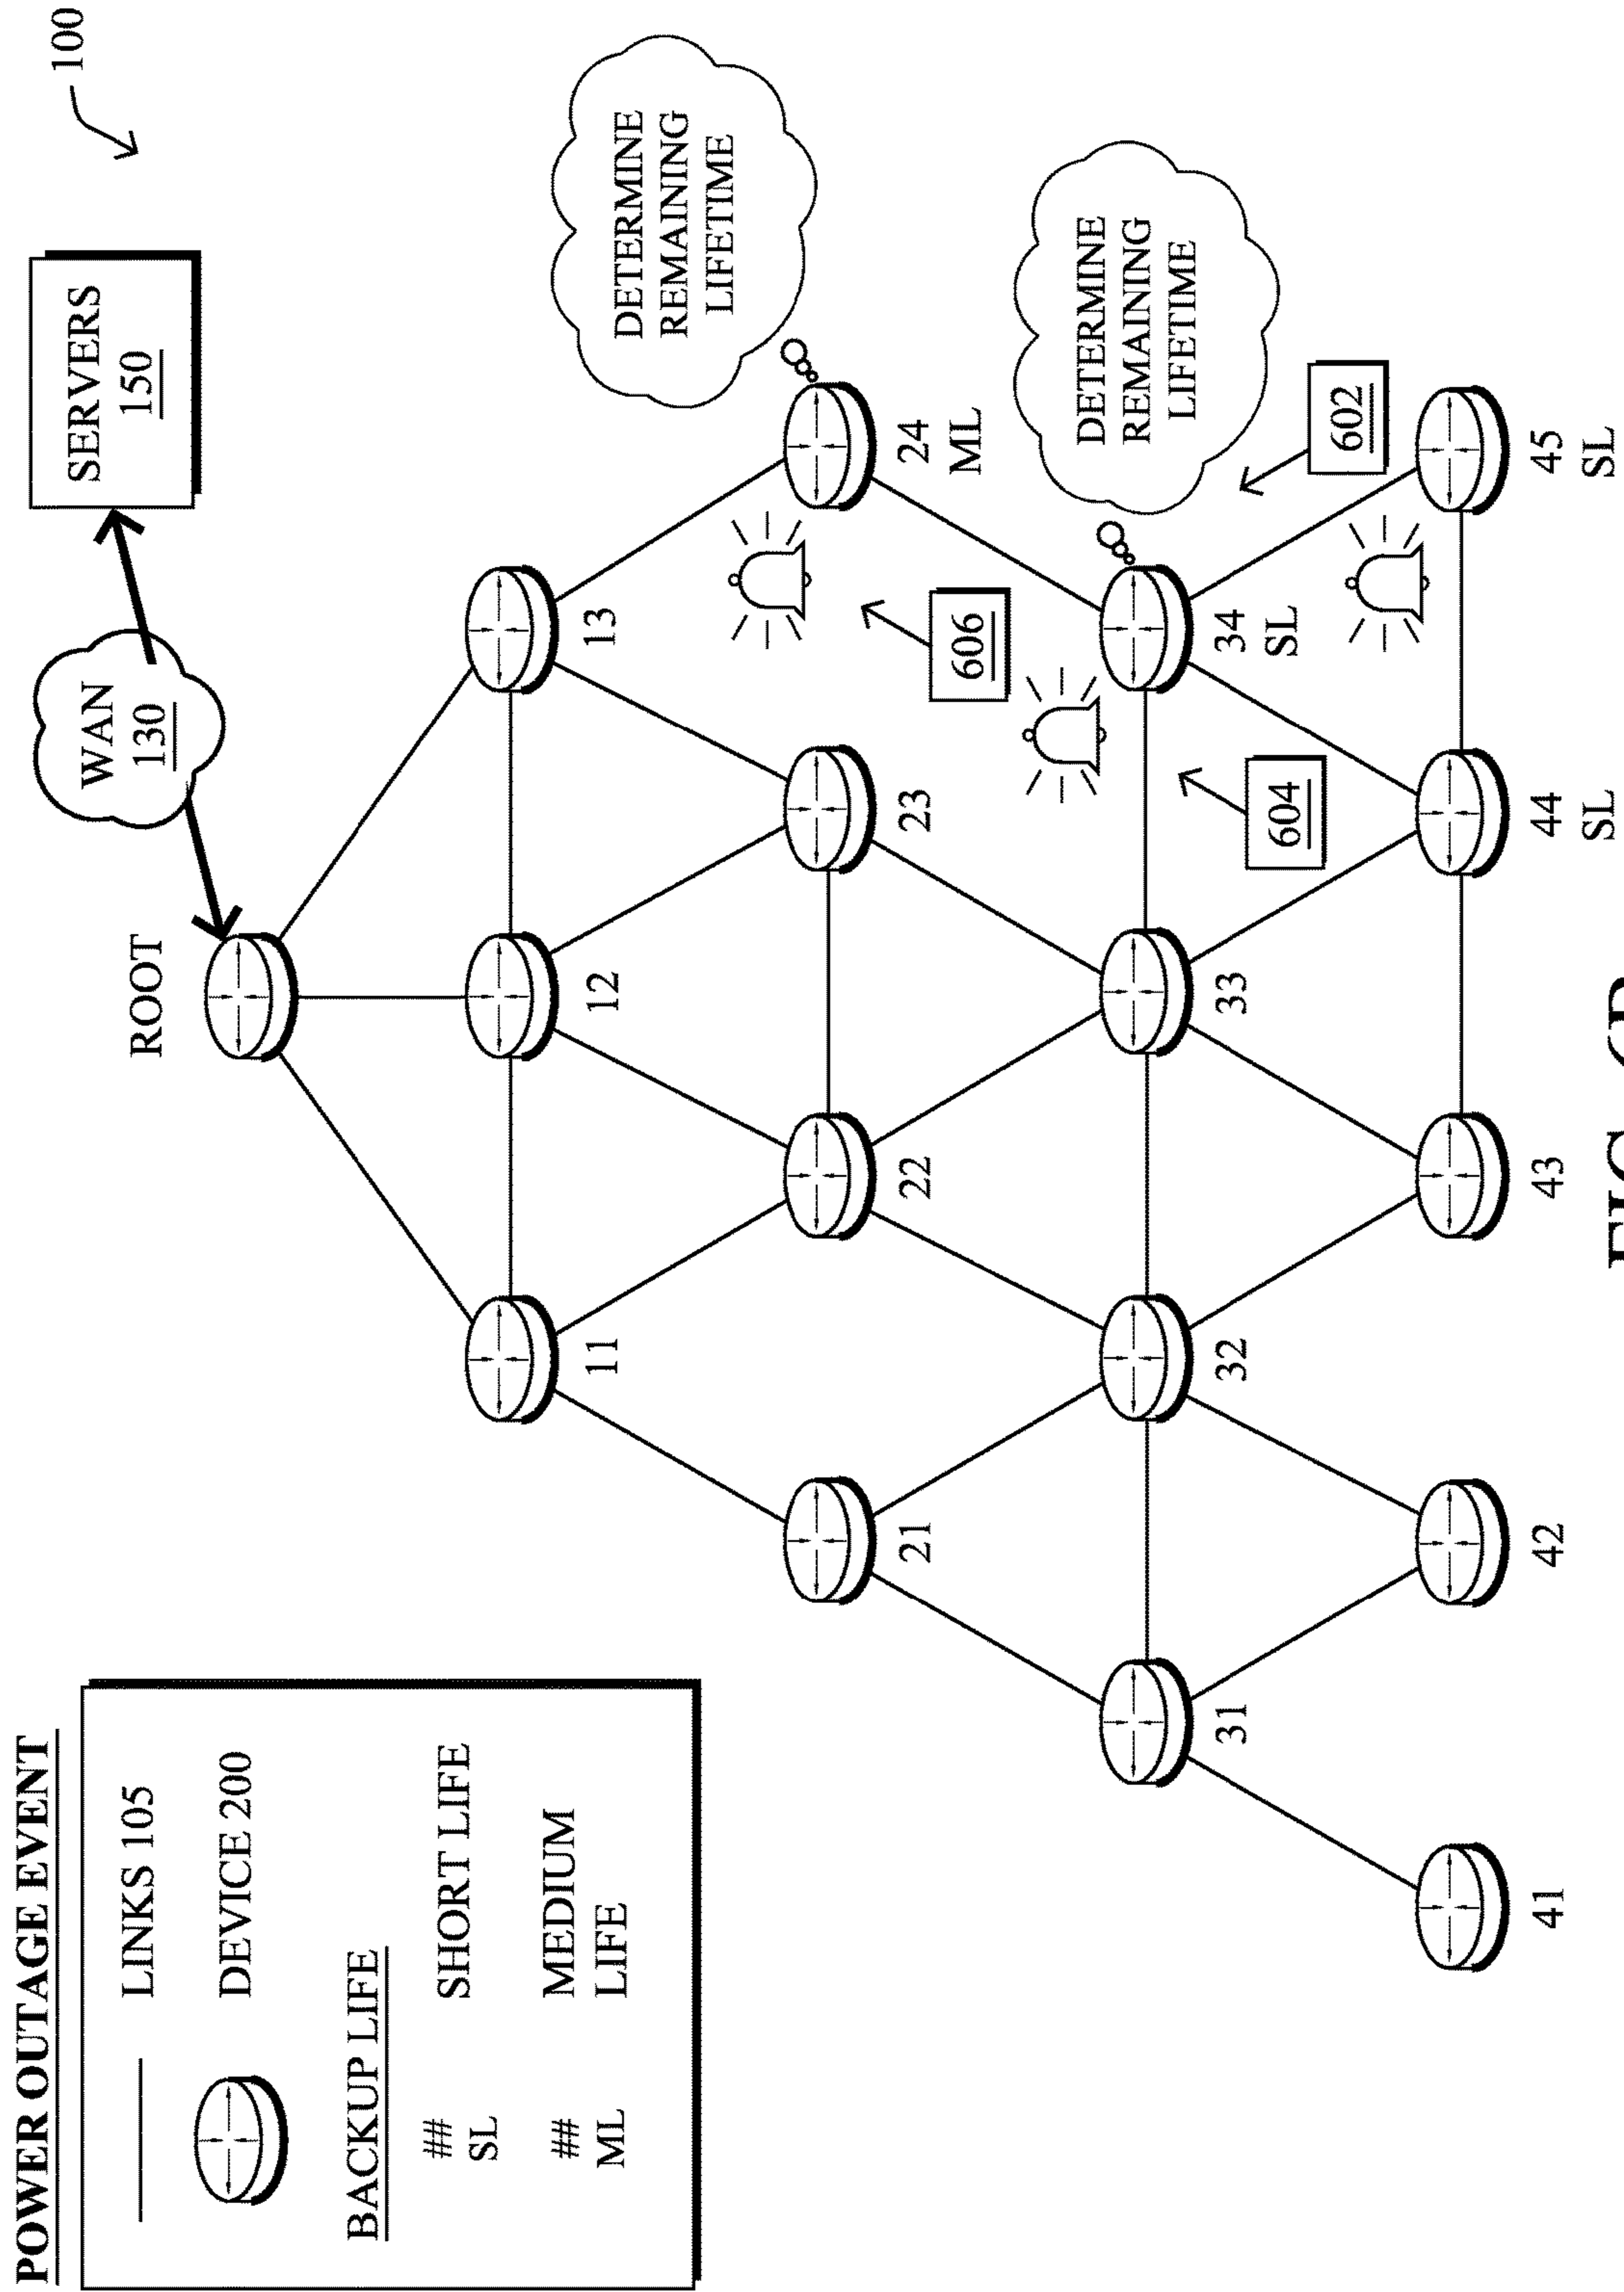 POWER OUTAGE EVENT
LINKS 105
DEVICE 200
BACKUP LIFE
##
SL
SHORT LIFE
##
ML
MEDIUM
LIFE
100
SERVERS
150
WAN
130
ROOT
11
12
13
DETERMINE
REMAINING
LIFETIME
21
22
23
24
ML
606
DETERMINE
REMAINING
LIFETIME
31
32
33
34
SL
604
602
41
42
43
44
SL
45
SL